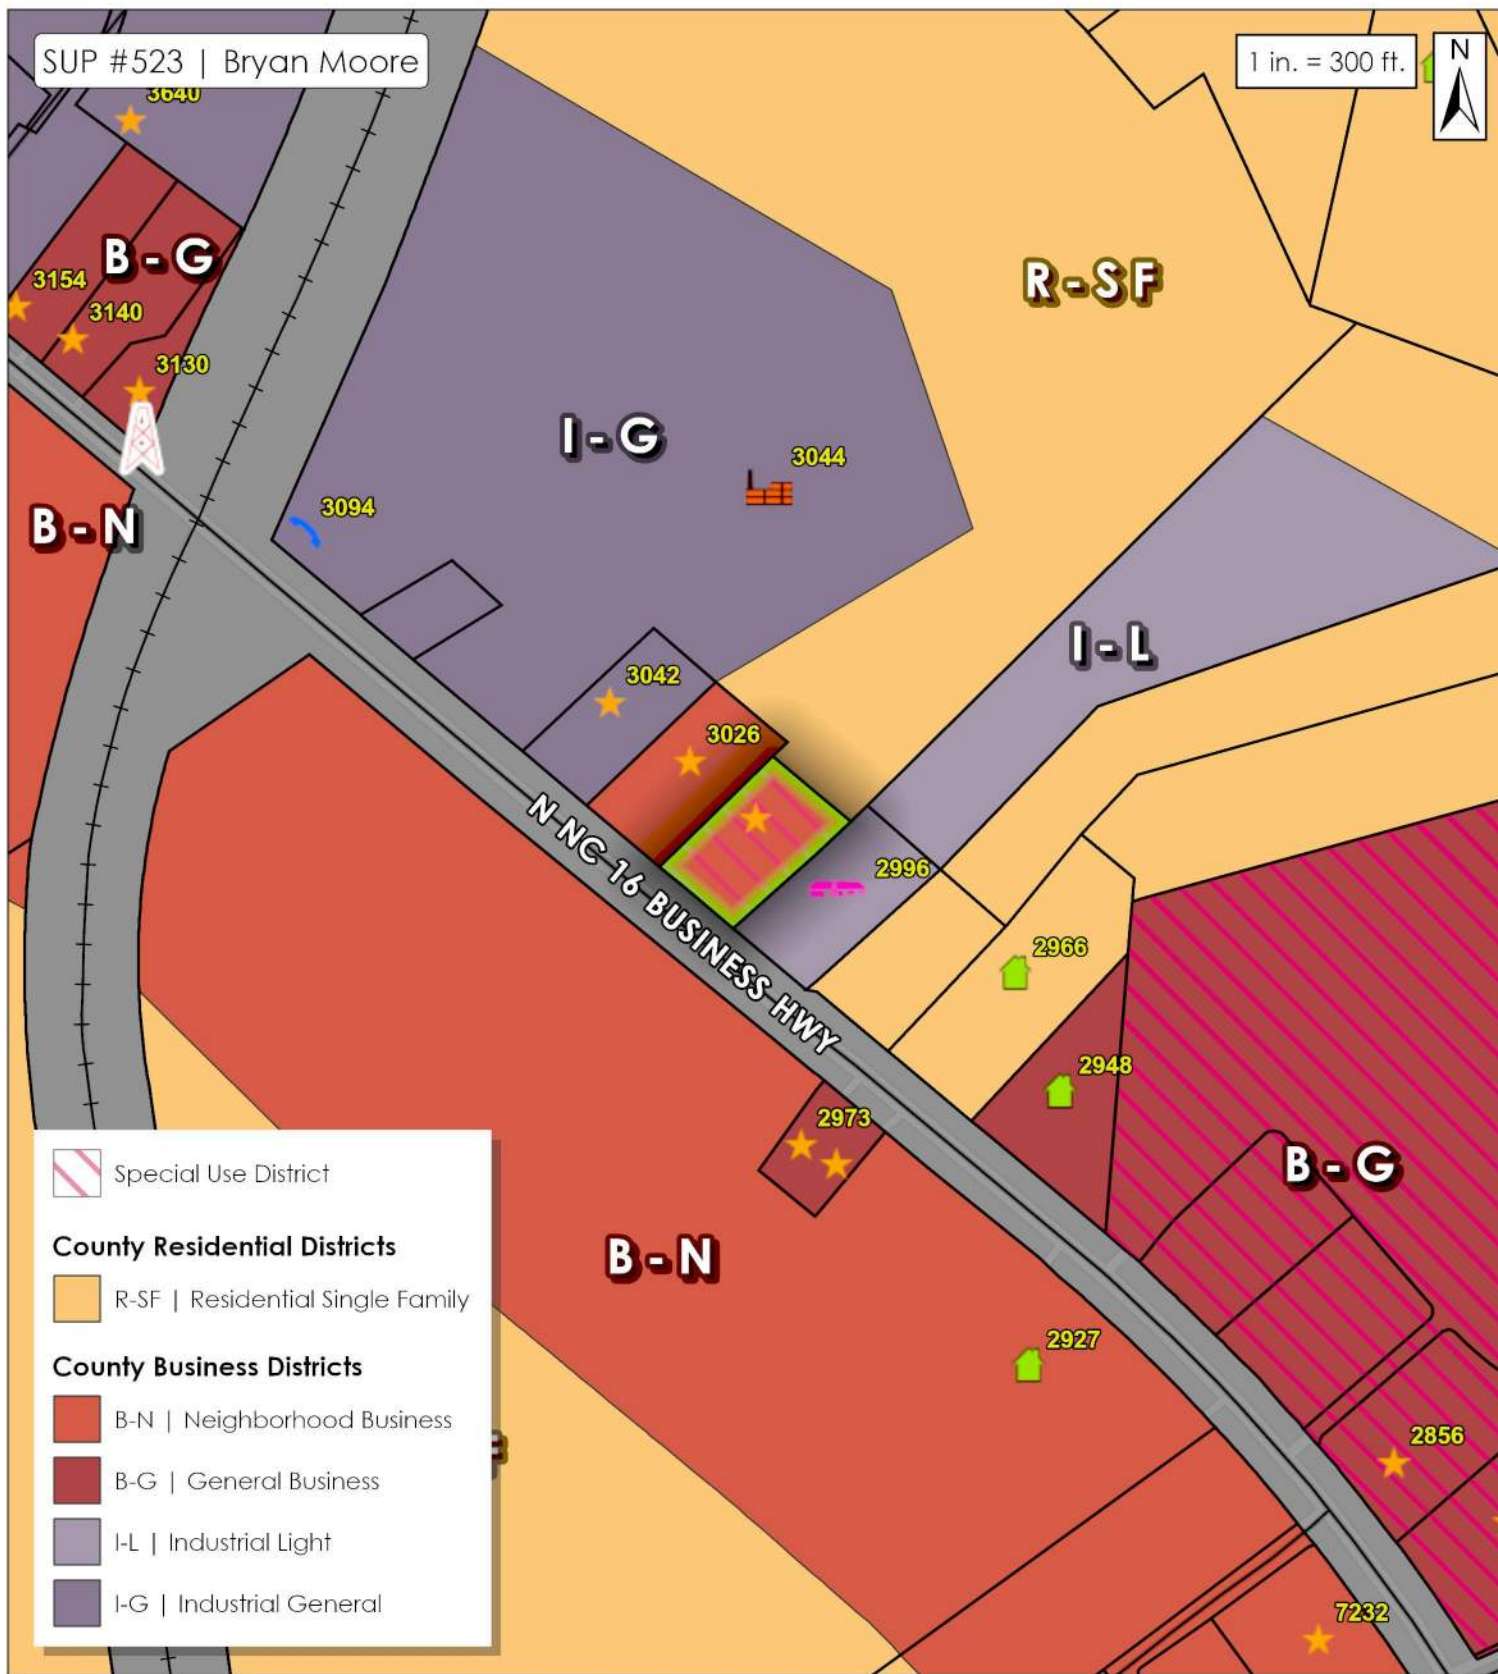 SUP #523 | Bryan Moore
1 in. = 300 ft.
N
3640
B - G
3154
3140
3130
R - SF
I - G
3044
3094
B - N
I - L
3042
3026
2996
N NC 16 BUSINESS HWY
2966
2948
2973
B - G
B - N
2927
2856
7232
Special Use District
County Residential Districts
R-SF | Residential Single Family
County Business Districts
B-N | Neighborhood Business
B-G | General Business
I-L | Industrial Light
I-G | Industrial General